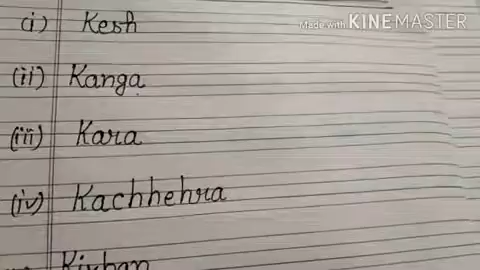 Made with KINEMASTER
(i) Kesh
(ii) Kanga
(iii) Kara
(iv) Kachhehra